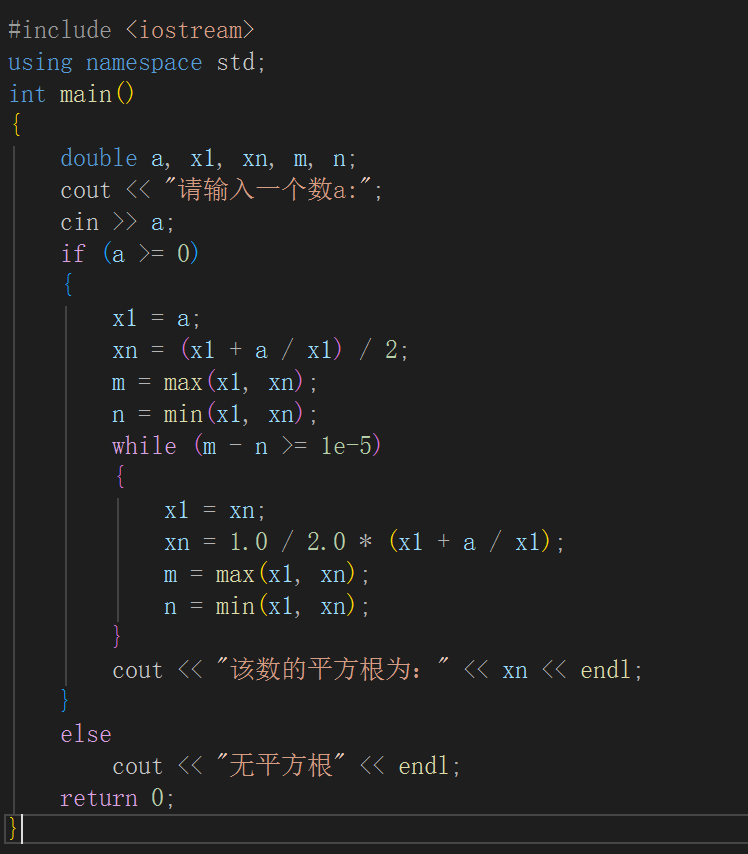 #include <iostream>
using namespace std;
int main()
{
    double a, x1, xn, m, n;
    cout << "请输入一个数a:";
    cin >> a;
    if (a >= 0)
    {
        x1 = a;
        xn = (x1 + a / x1) / 2;
        m = max(x1, xn);
        n = min(x1, xn);
        while (m - n >= 1e-5)
        {
            x1 = xn;
            xn = 1.0 / 2.0 * (x1 + a / x1);
            m = max(x1, xn);
            n = min(x1, xn);
        }
        cout << "该数的平方根为：" << xn << endl;
    }
    else
        cout << "无平方根" << endl;
    return 0;
}